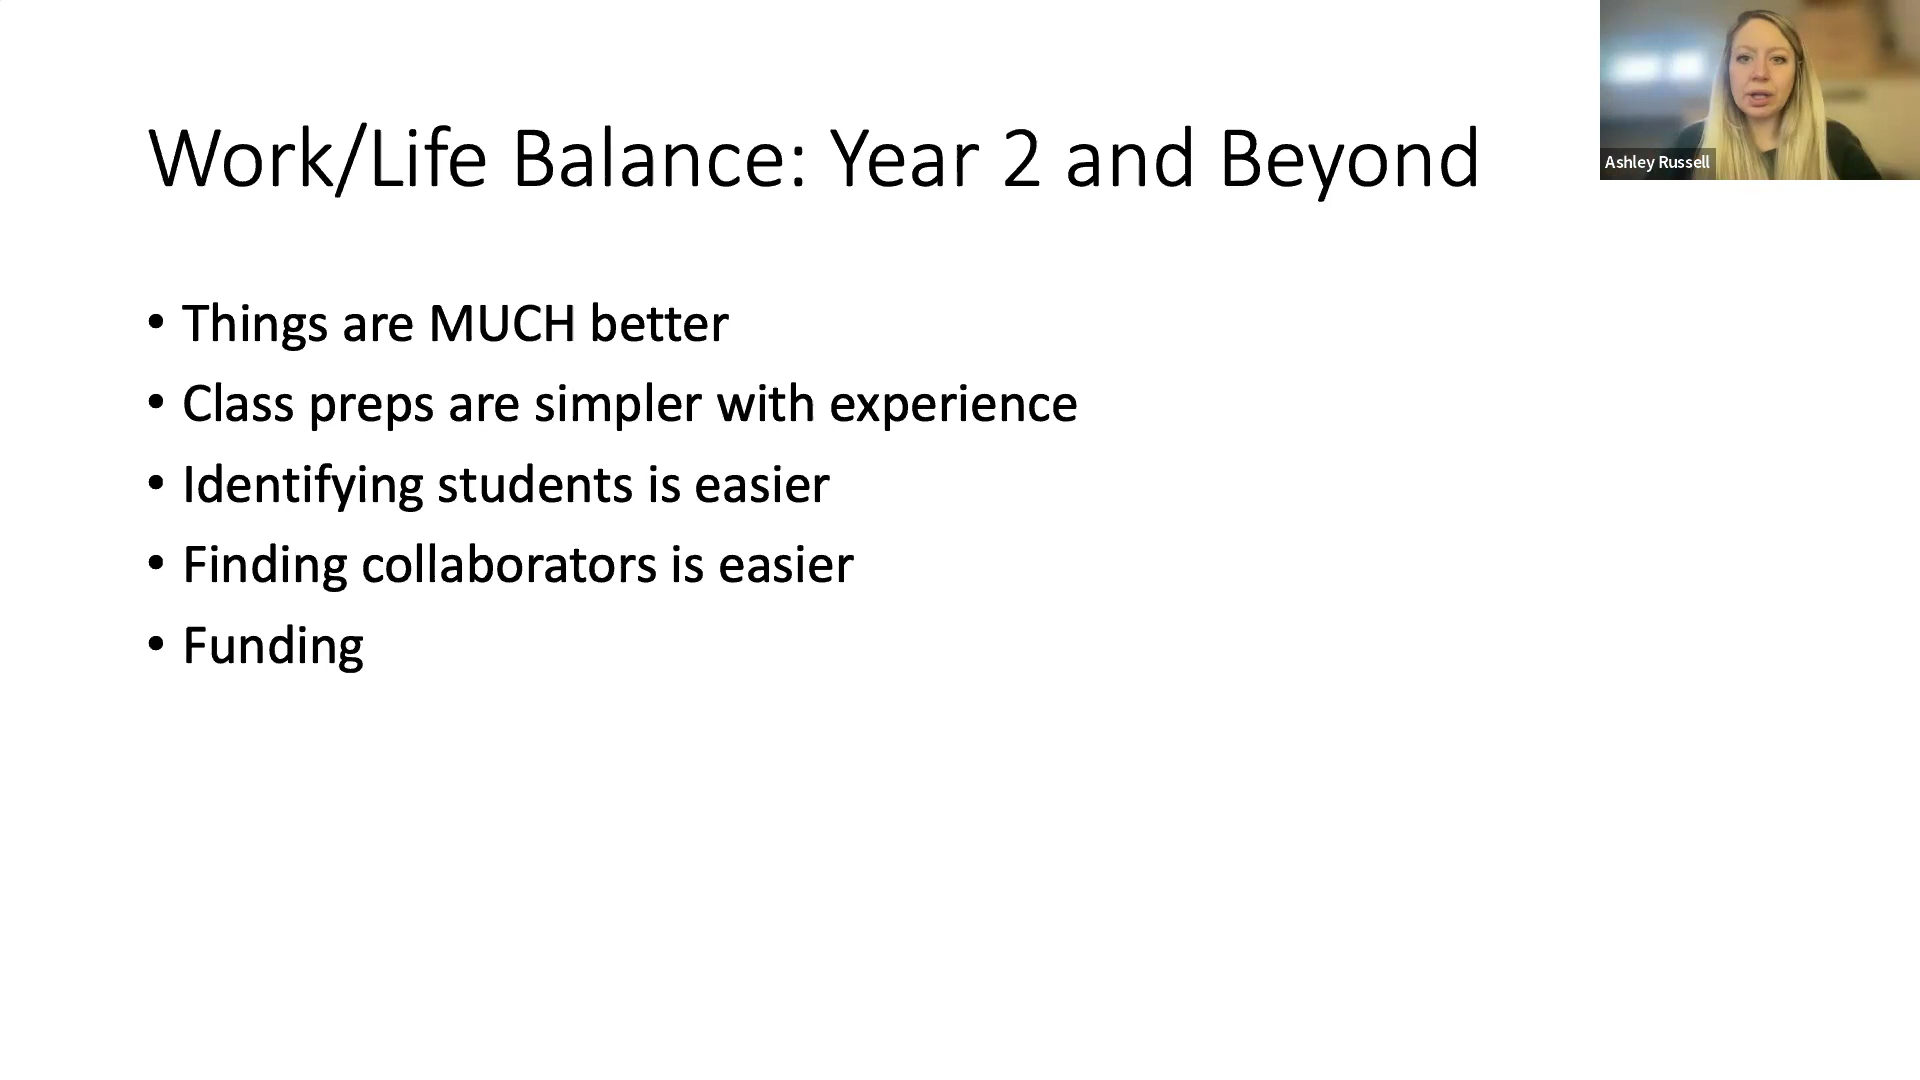 Work/Life Balance: Year 2 and Beyond
Ashley Russell
• Things are MUCH better
• Class preps are simpler with experience
• Identifying students is easier
• Finding collaborators is easier
• Funding